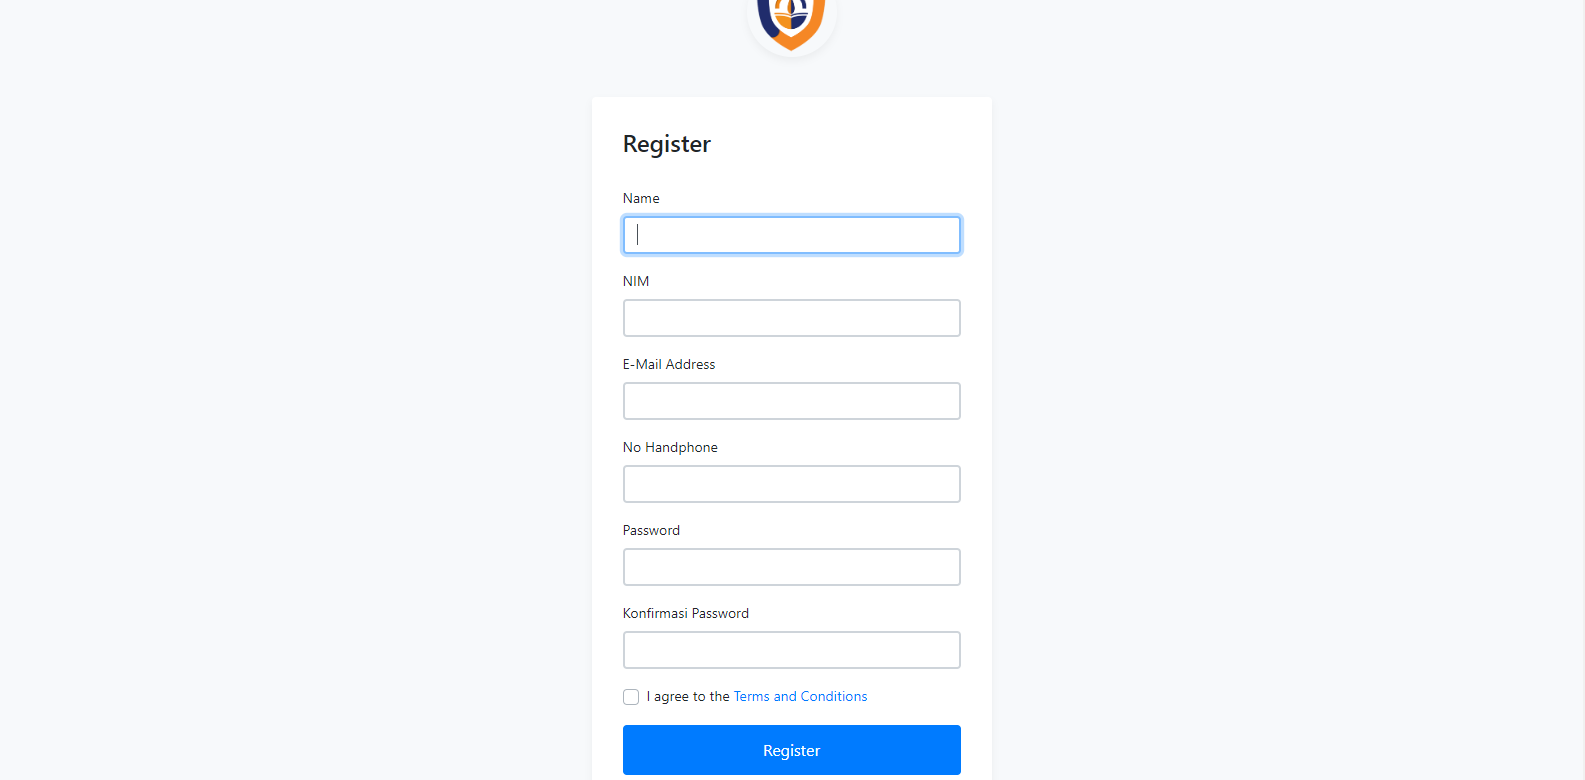 Register
Name
NIM
E-Mail Address
No Handphone
Password
Konfirmasi Password
I agree to the Terms and Conditions
Register